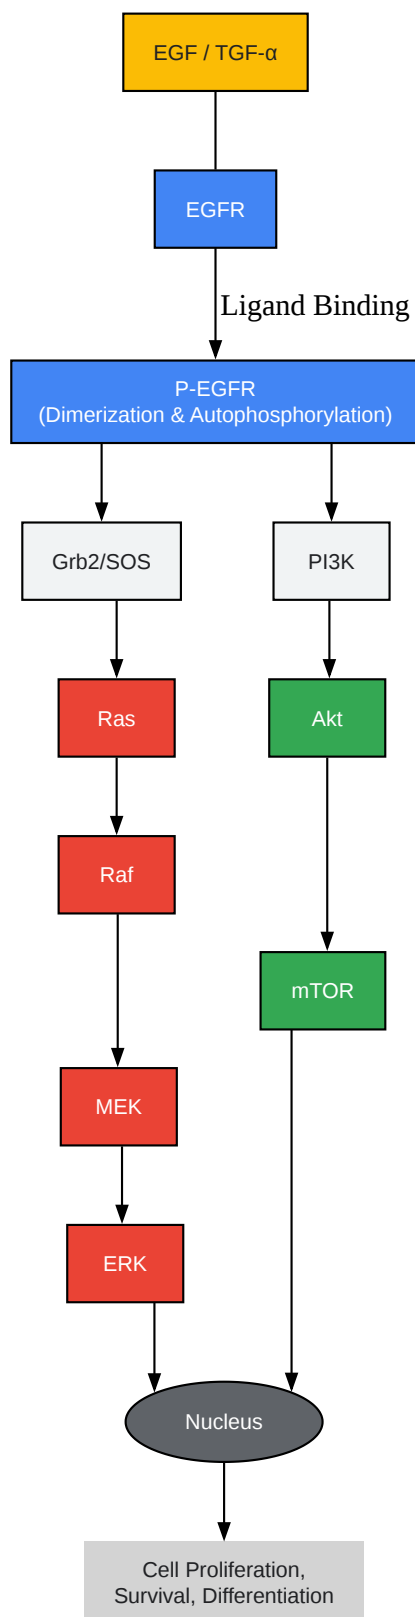 EGF / TGF-α
EGFR
Ligand Binding
P-EGFR
(Dimerization & Autophosphorylation)
Grb2/SOS
PI3K
Ras
Akt
Raf
mTOR
MEK
ERK
Nucleus
Cell Proliferation,
Survival, Differentiation